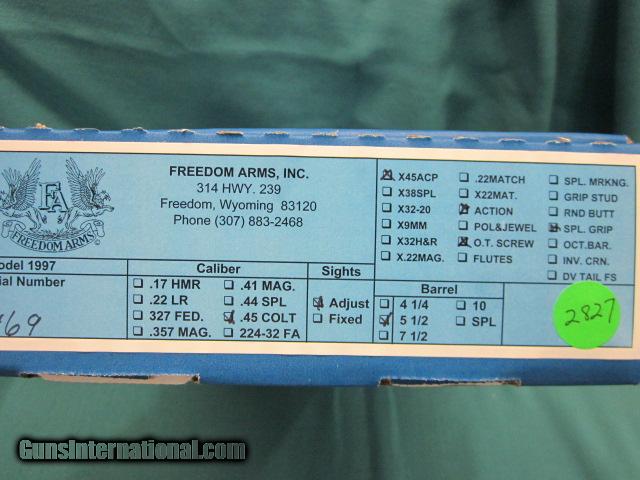 FA
FREEDOM ARMS
FREEDOM ARMS, INC.
314 HWY. 239
Freedom, Wyoming 83120
Phone (307) 883-2468
X45ACP
X38SPL
X32-20
X9MM
X32H&R
X.22MAG.
.22MATCH
X22MAT.
ACTION
POL&JEWEL
O.T. SCREW
FLUTES
SPL. MRKNG.
GRIP STUD
RND BUTT
SPL. GRIP
OCT.BAR.
INV. CRN.
DV TAIL FS
odel 1997
ial Number
69
Caliber
.17 HMR
.22 LR
327 FED.
.357 MAG.
.41 MAG.
.44 SPL
.45 COLT
224-32 FA
Sights
Adjust
Fixed
Barrel
4 1/4
5 1/2
7 1/2
10
SPL
2827
GunsInternational.com